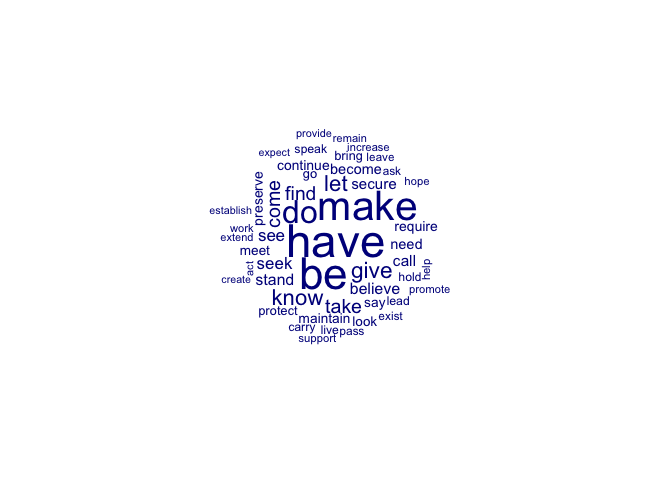 provide
remain
expect
speak
increase
bring
leave
continue
go
become
ask
let
secure
hope
preserve
come
find
do
make
establish
work
extend
see
have
require
need
meet
act
seek
be
give
call
hold
help
create
stand
believe
promote
know
take
say
lead
protect
maintain
look
exist
carry
live
pass
support